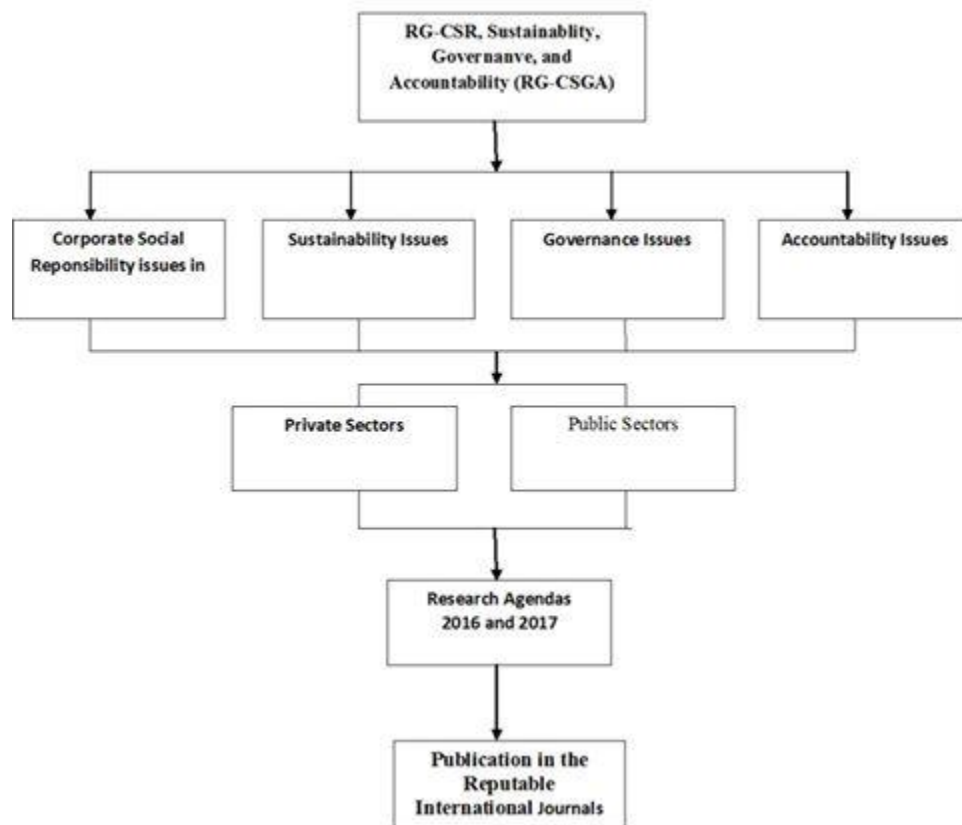 RG-CSR, Sustainablity,
Governanve, and
Accountability (RG-CSGA)
Corporate Social
Reponsibility issues in
Sustainability Issues
Governance Issues
Accountability Issues
Private Sectors
Public Sectors
Research Agendas
2016 and 2017
Publication in the
Reputable
International Journals